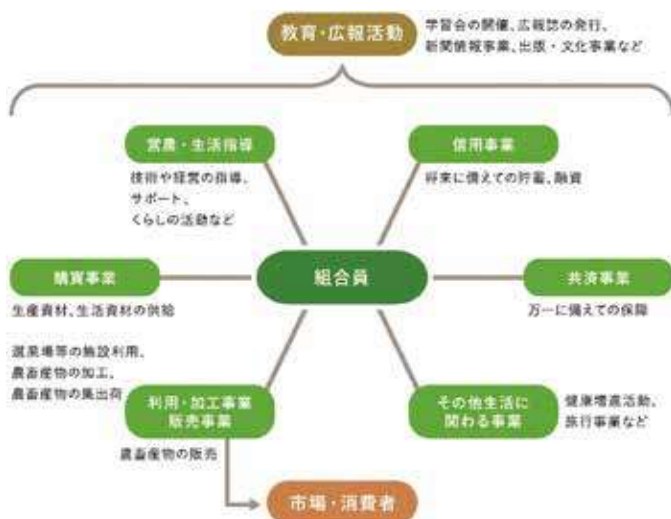 教育・広報活動
学習会の開催、広報誌の発行、
新聞情報事業、出版・文化事業など
営農・生活指導
技術や経営の指導、
サポート、
くらしの活動など
信用事業
将来に備えての貯蓄、融資
購買事業
生産資材、生活資材の供給
組合員
共済事業
万一に備えての保障
選果場等の施設利用、
農畜産物の加工、
農畜産物の集出荷
利用・加工事業
販売事業
農畜産物の販売
その他生活に
関わる事業
健康増進活動、
旅行事業など
市場・消費者